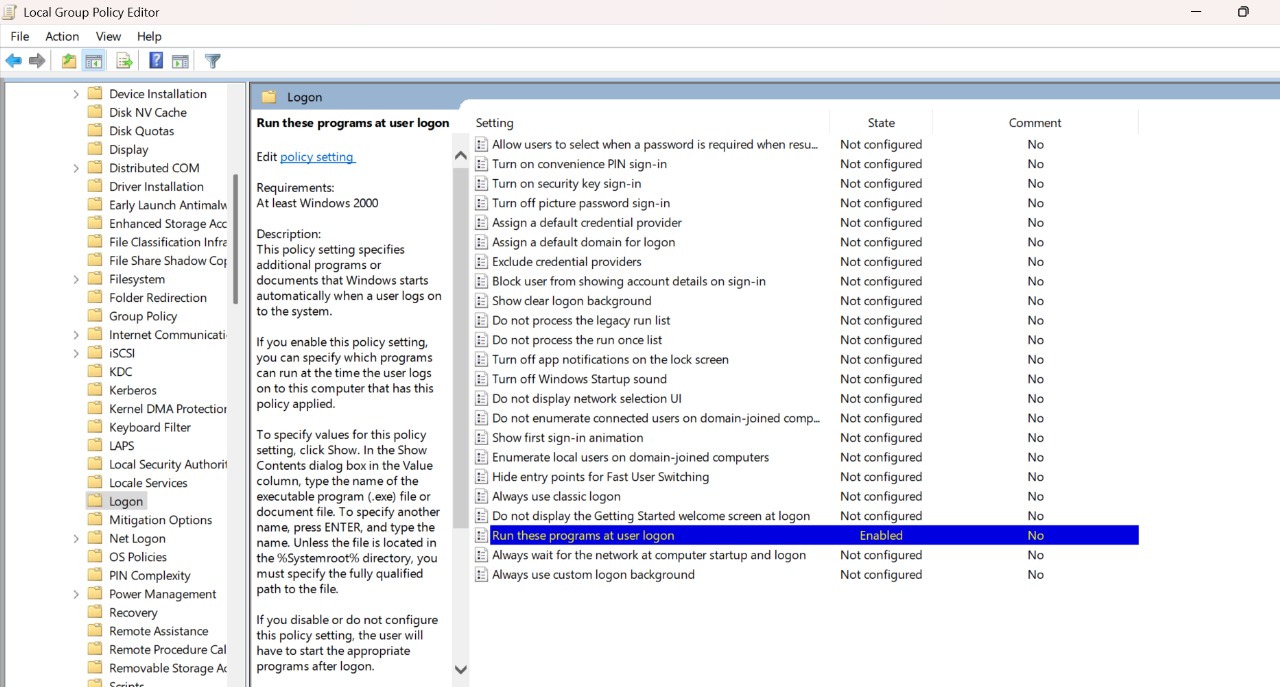 Local Group Policy Editor
File Action View Help
Device Installation
Disk NV Cache
Disk Quotas
Display
Distributed COM
Driver Installation
Early Launch Antimalw
Enhanced Storage Acc
File Classification Infra
File Share Shadow Cop
Filesystem
Folder Redirection
Group Policy
Internet Communicati
iSCSI
KDC
Kerberos
Kernel DMA Protection
Keyboard Filter
LAPS
Local Security Authorit
Locale Services
Logon
Mitigation Options
Net Logon
OS Policies
PIN Complexity
Power Management
Recovery
Remote Assistance
Remote Procedure Cal
Removable Storage Ac
Scripts
Logon
Run these programs at user logon
Edit policy setting
Requirements:
At least Windows 2000
Description:
This policy setting specifies
additional programs or
documents that Windows starts
automatically when a user logs on
to the system.
If you enable this policy setting,
you can specify which programs
can run at the time the user logs
on to this computer that has this
policy applied.
To specify values for this policy
setting, click Show. In the Show
Contents dialog box in the Value
column, type the name of the
executable program (.exe) file or
document file. To specify another
name, press ENTER, and type the
name. Unless the file is located in
the %Systemroot% directory, you
must specify the fully qualified
path to the file.
If you disable or do not configure
this policy setting, the user will
have to start the appropriate
programs after logon.
Setting State Comment
Allow users to select when a password is required when resu... Not configured No
Turn on convenience PIN sign-in Not configured No
Turn on security key sign-in Not configured No
Turn off picture password sign-in Not configured No
Assign a default credential provider Not configured No
Assign a default domain for logon Not configured No
Exclude credential providers Not configured No
Block user from showing account details on sign-in Not configured No
Show clear logon background Not configured No
Do not process the legacy run list Not configured No
Do not process the run once list Not configured No
Turn off app notifications on the lock screen Not configured No
Turn off Windows Startup sound Not configured No
Do not display network selection UI Not configured No
Do not enumerate connected users on domain-joined comp... Not configured No
Show first sign-in animation Not configured No
Enumerate local users on domain-joined computers Not configured No
Hide entry points for Fast User Switching Not configured No
Always use classic logon Not configured No
Do not display the Getting Started welcome screen at logon Not configured No
Run these programs at user logon Enabled No
Always wait for the network at computer startup and logon Not configured No
Always use custom logon background Not configured No